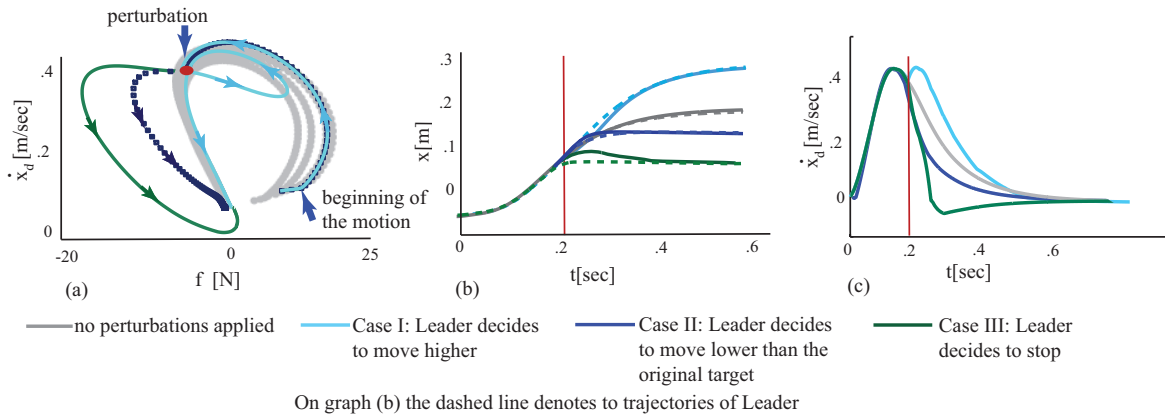 perturbation
.4
.2
0
ẋd [m/sec]
-20
0
25
f [N]
(a)
beginning of
the motion
.3
.2
.1
0
x[m]
0
.2
.4
.6
t[sec]
(b)
.4
.2
0
ẋd [m/sec]
0
.2
.4
.6
t[sec]
(c)
no perturbations applied
Case I: Leader decides
to move higher
Case II: Leader decides
to move lower than the
original target
Case III: Leader
decides to stop
On graph (b) the dashed line denotes to trajectories of Leader